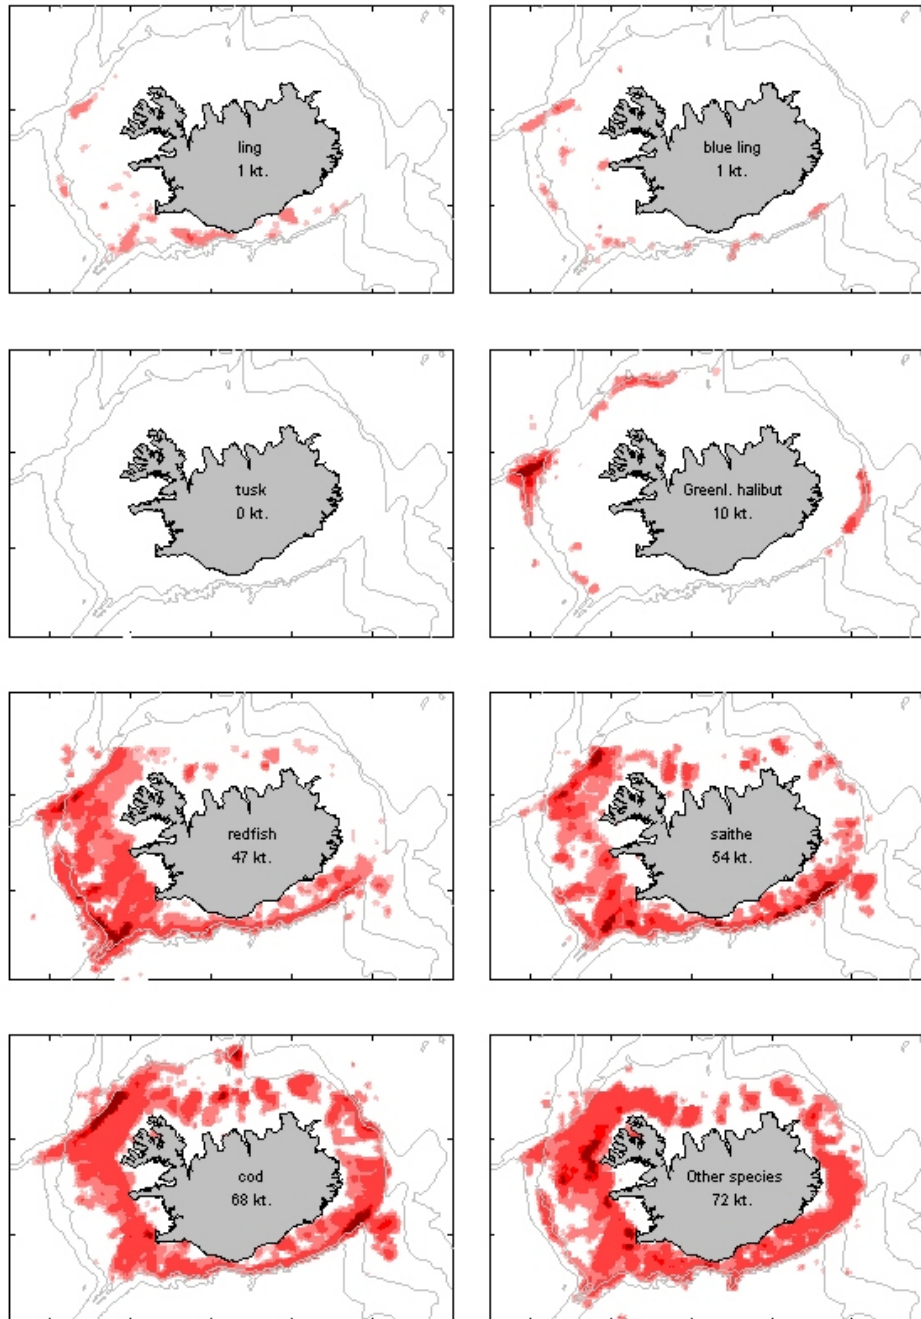 ling
1 kt.
blue ling
1 kt.
tusk
0 kt.
Greenl. halibut
10 kt.
redfish
47 kt.
saithe
54 kt.
cod
68 kt.
Other species
72 kt.